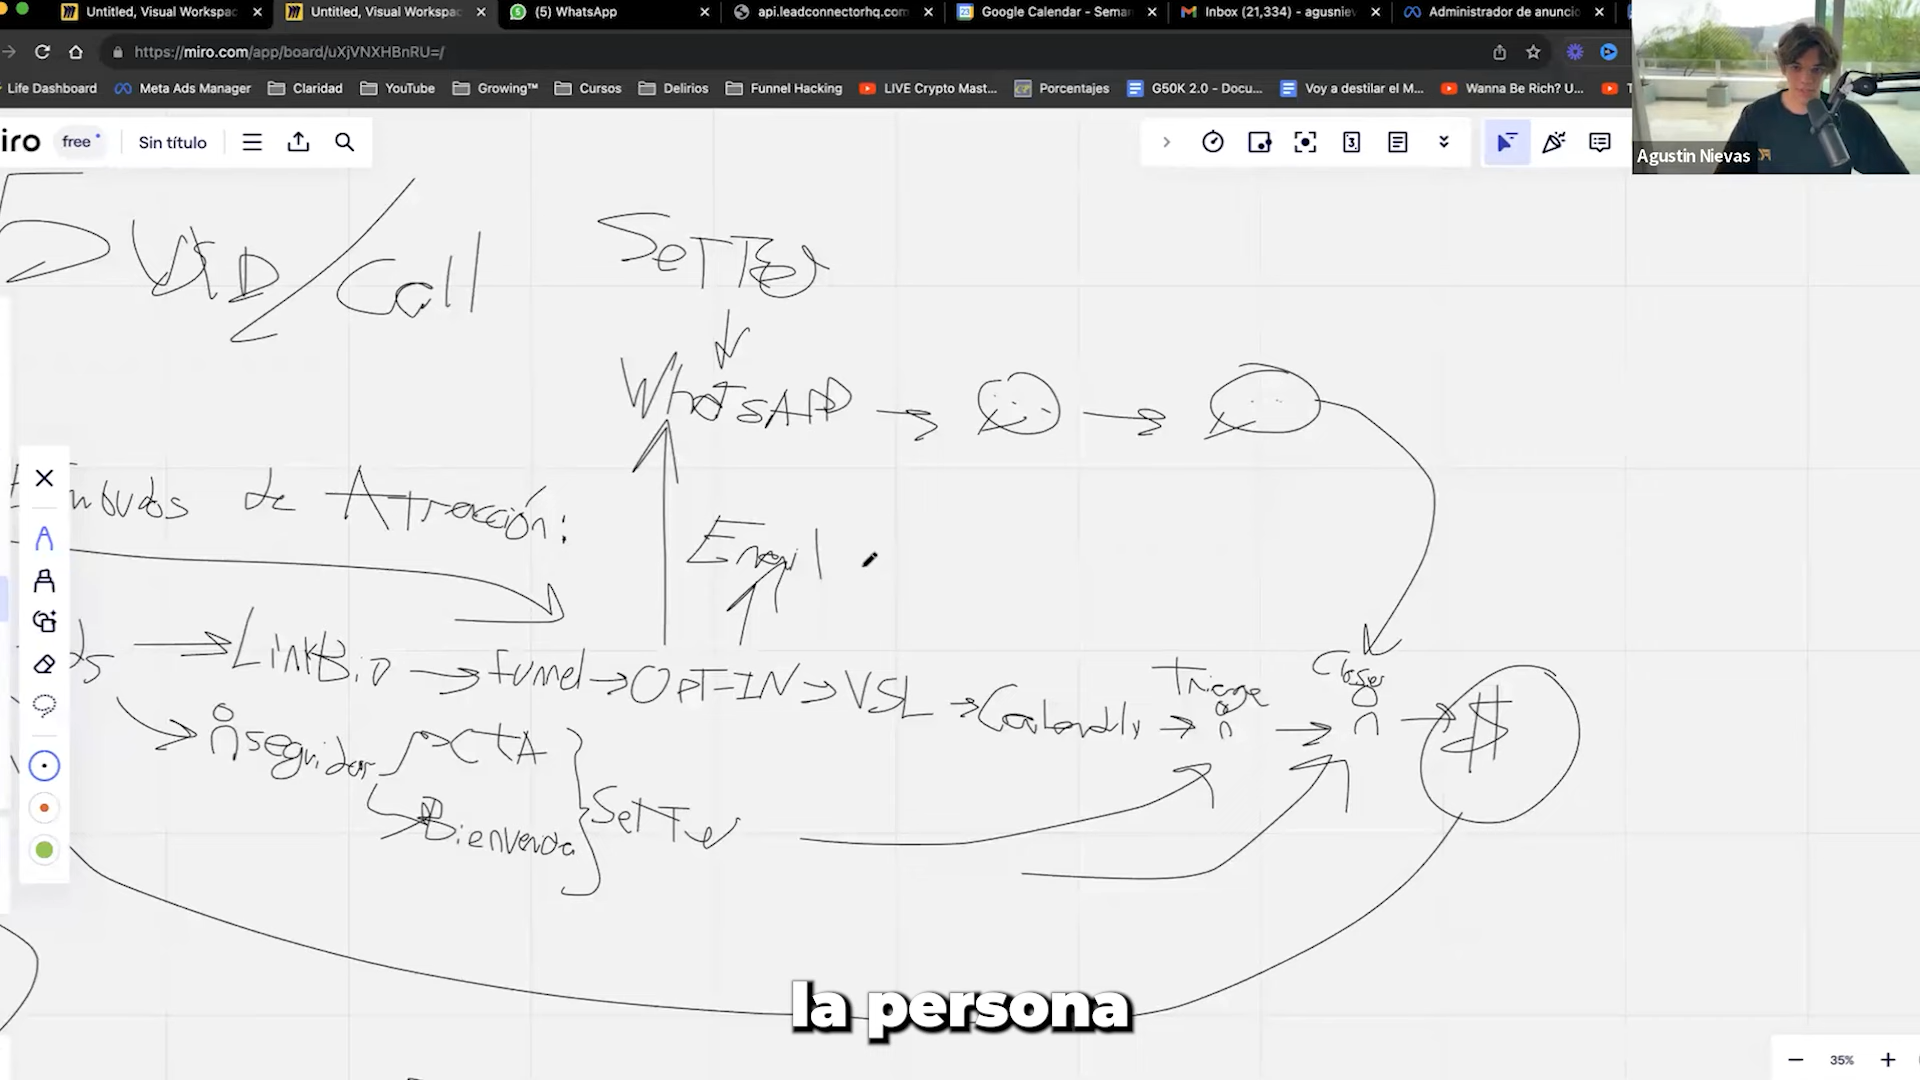 Untitled, Visual Workspac
Untitled, Visual Workspac
(5) WhatsApp
api.leadconnectorhq.com
Google Calendar - Seman
Inbox (21,334) - agusniev
Administrador de anuncio
https://miro.com/app/board/uXjVNXHBnRU=/
Life Dashboard
Meta Ads Manager
Claridad
YouTube
Growing™
Cursos
Delirios
Funnel Hacking
LIVE Crypto Mast...
Porcentajes
G50K 2.0 - Docu...
Voy a destilar el M...
Wanna Be Rich? U...
iro
free
Sin título
Agustin Nievas
5
/Call
SeTTer
WhatsAPP
Embudos de Atracción:
Email
ds
LinkBio
funnel
OPT-IN
VSL
Calendly
Triage
Closer
$
seguidor
CTA
Bienvenida
SeTTer
la persona
35%